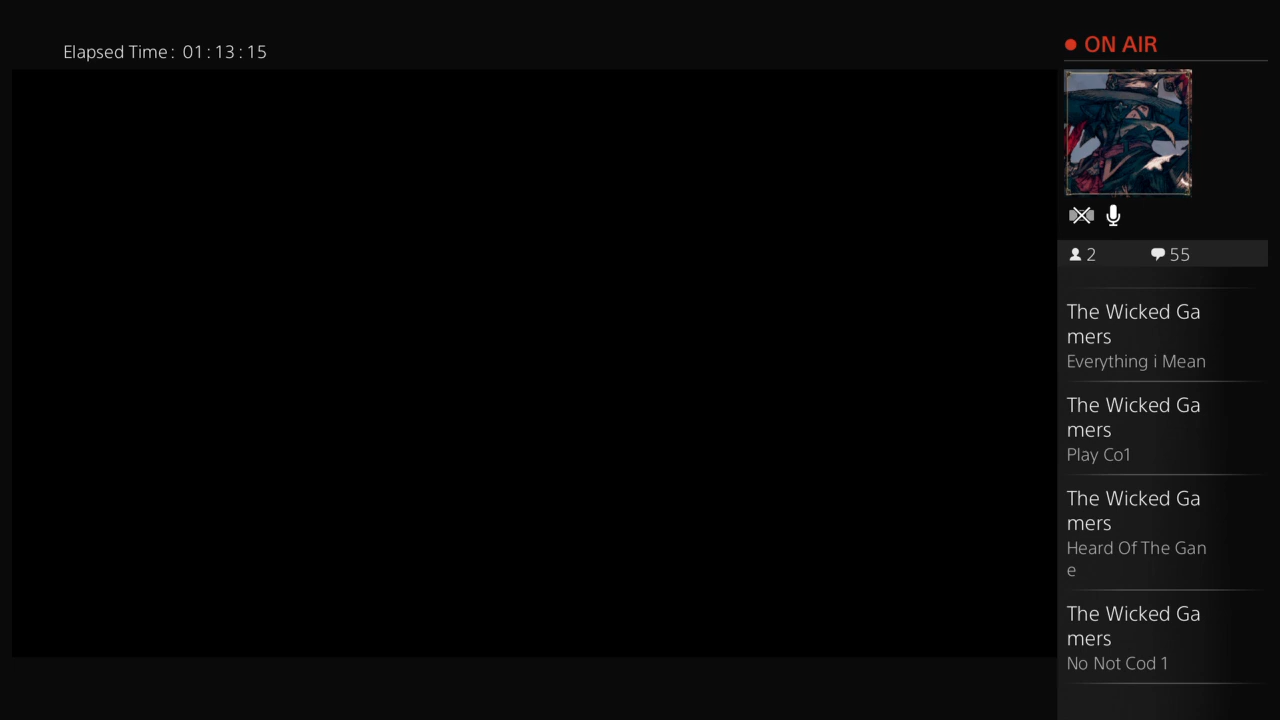 Elapsed Time: 01:13:15
ON AIR
2 55
The Wicked Ga
mers
Everything i Mean
The Wicked Ga
mers
Play Co1
The Wicked Ga
mers
Heard Of The Gan
e
The Wicked Ga
mers
No Not Cod 1